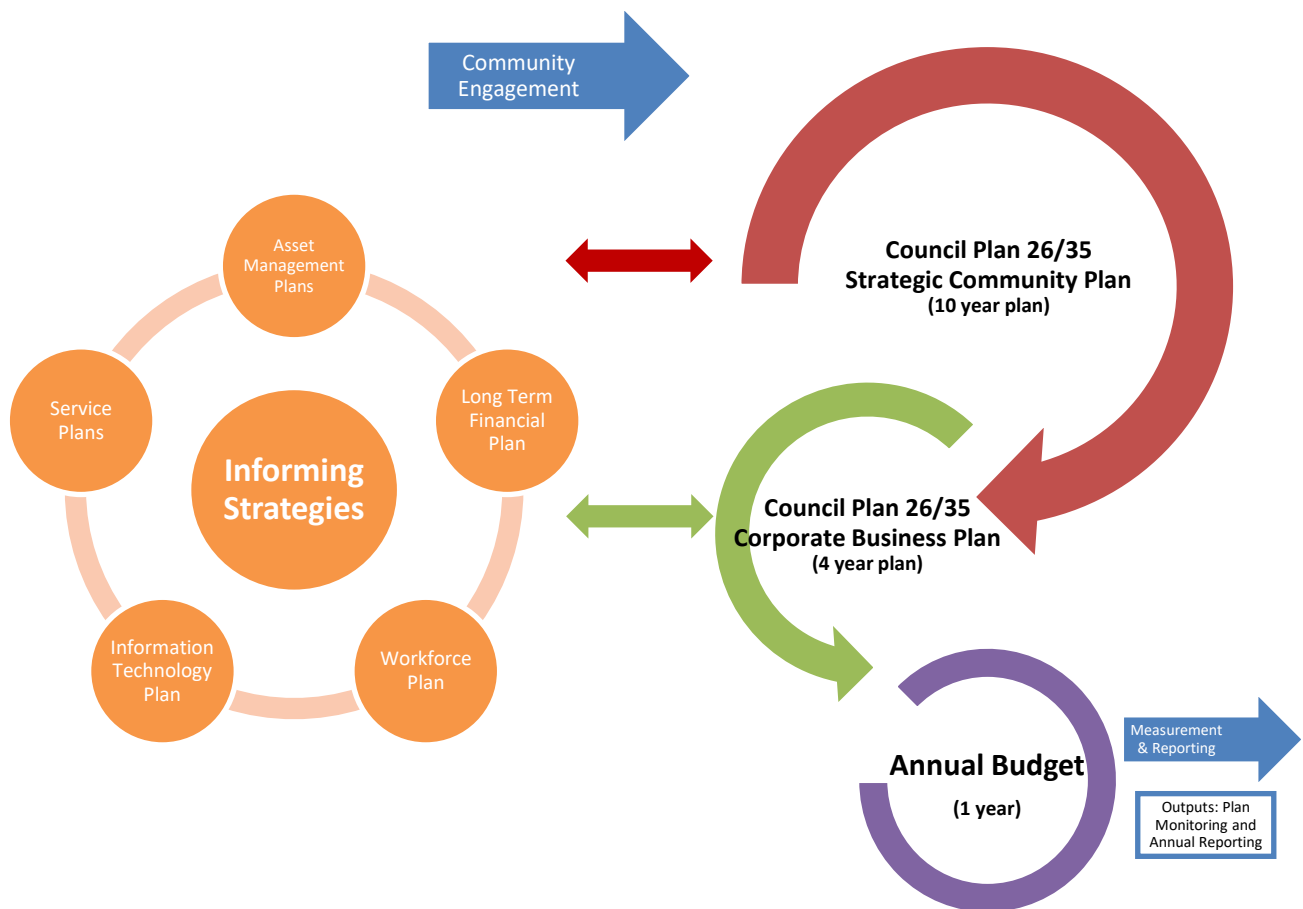 Community
Engagement
Council Plan 26/35
Strategic Community Plan
(10 year plan)
Asset
Management
Plans
Service
Plans
Long Term
Financial
Plan
Informing
Strategies
Information
Technology
Plan
Workforce
Plan
Council Plan 26/35
Corporate Business Plan
(4 year plan)
Annual Budget
(1 year)
Measurement
& Reporting
Outputs: Plan
Monitoring and
Annual Reporting